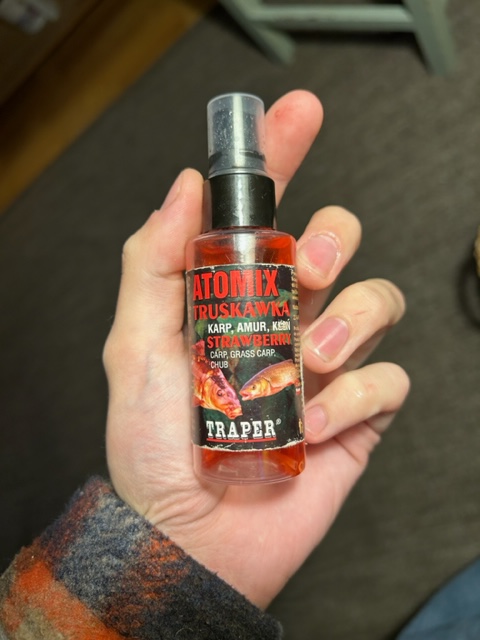 ATOMIX
TRUSKAWKA
KARP, AMUR, KLEŃ
STRAWBERRY
CARP, GRASS CARP,
CHUB
TRAPER®